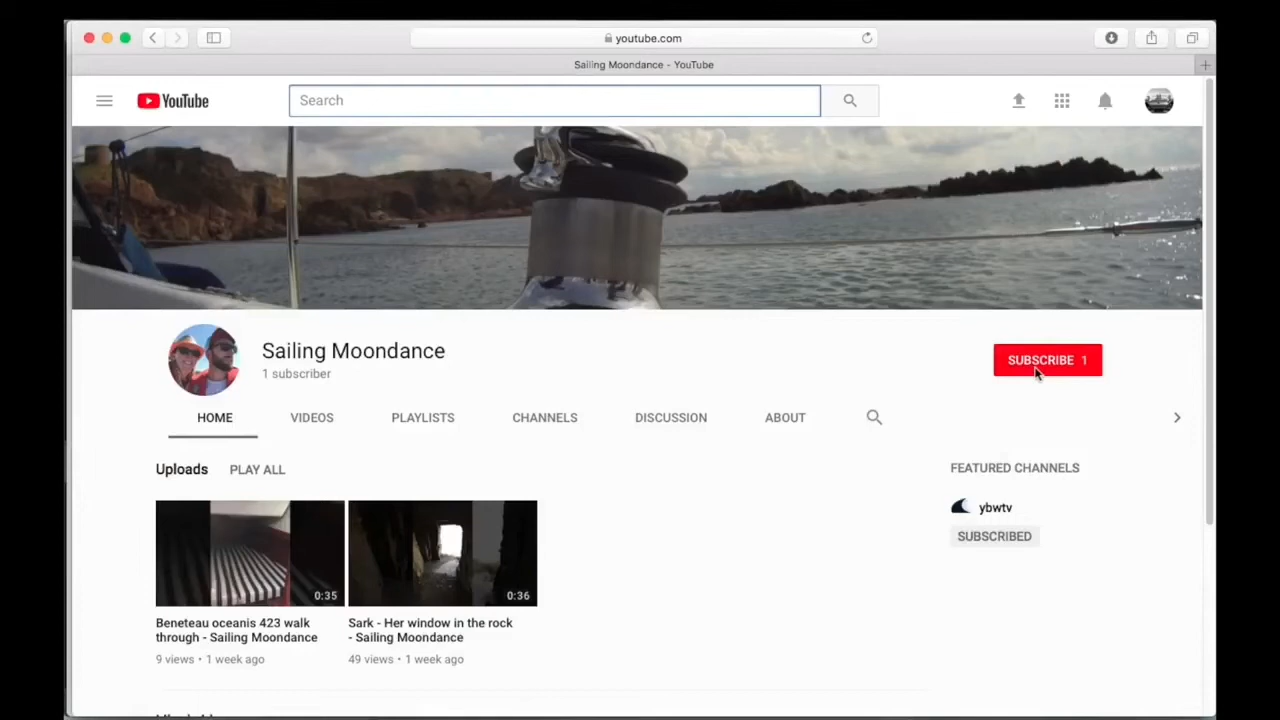 youtube.com
Sailing Moondance - YouTube
YouTube
Search
Sailing Moondance
1 subscriber
SUBSCRIBE 1
HOME VIDEOS PLAYLISTS CHANNELS DISCUSSION ABOUT
Uploads PLAY ALL
FEATURED CHANNELS
ybwtv
SUBSCRIBED
0:35
0:36
Beneteau oceanis 423 walk
through - Sailing Moondance
9 views • 1 week ago
Sark - Her window in the rock
- Sailing Moondance
49 views • 1 week ago